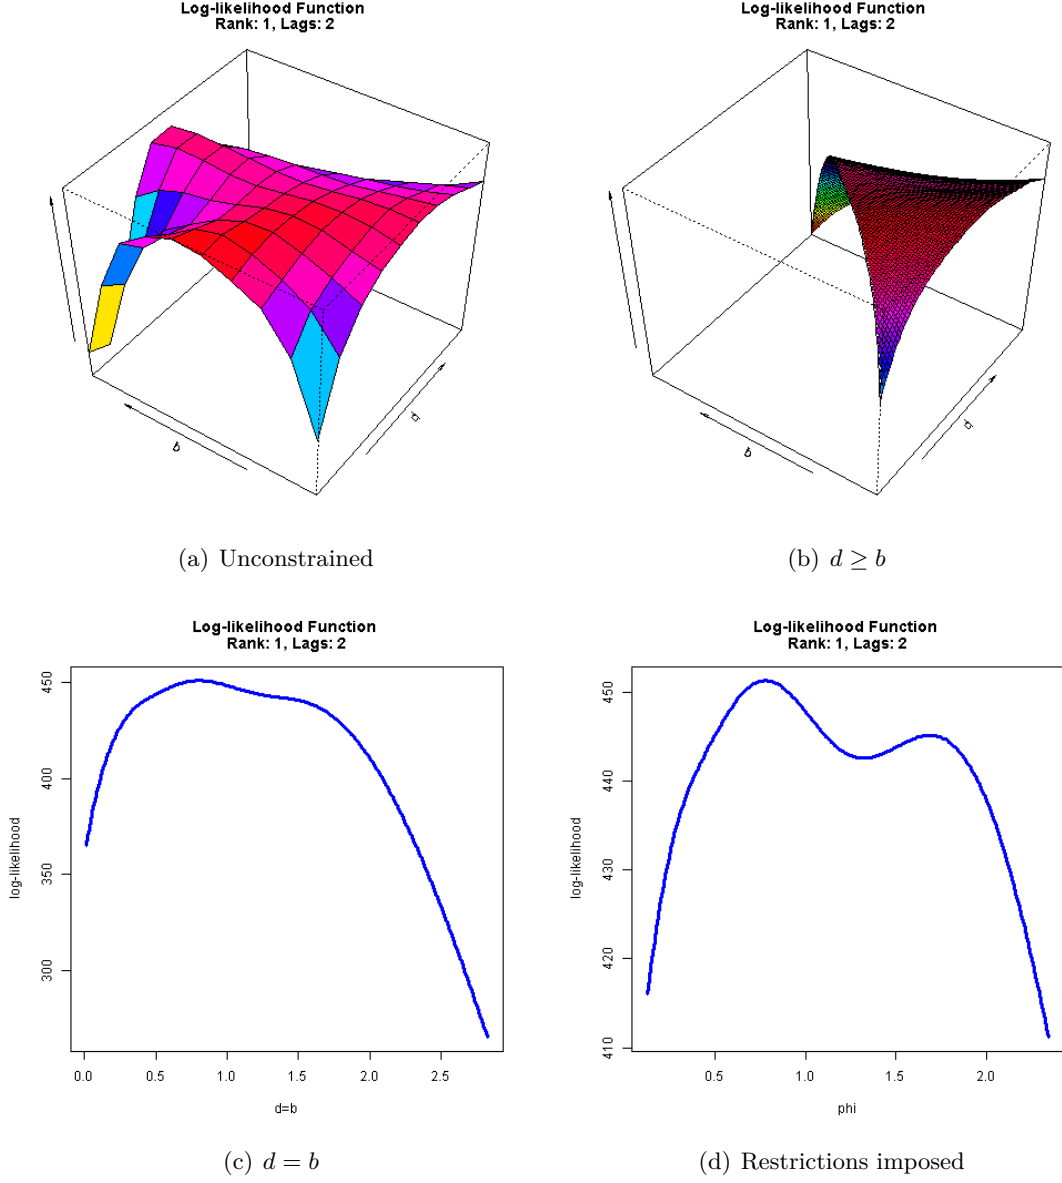 Log-likelihood Function
Rank: 1, Lags: 2
b
d
(a) Unconstrained
Log-likelihood Function
Rank: 1, Lags: 2
b
d
(b) d ≥ b
Log-likelihood Function
Rank: 1, Lags: 2
log-likelihood
450
400
350
300
0.0 0.5 1.0 1.5 2.0 2.5
d=b
(c) d = b
Log-likelihood Function
Rank: 1, Lags: 2
log-likelihood
450
440
430
420
410
0.5 1.0 1.5 2.0
phi
(d) Restrictions imposed